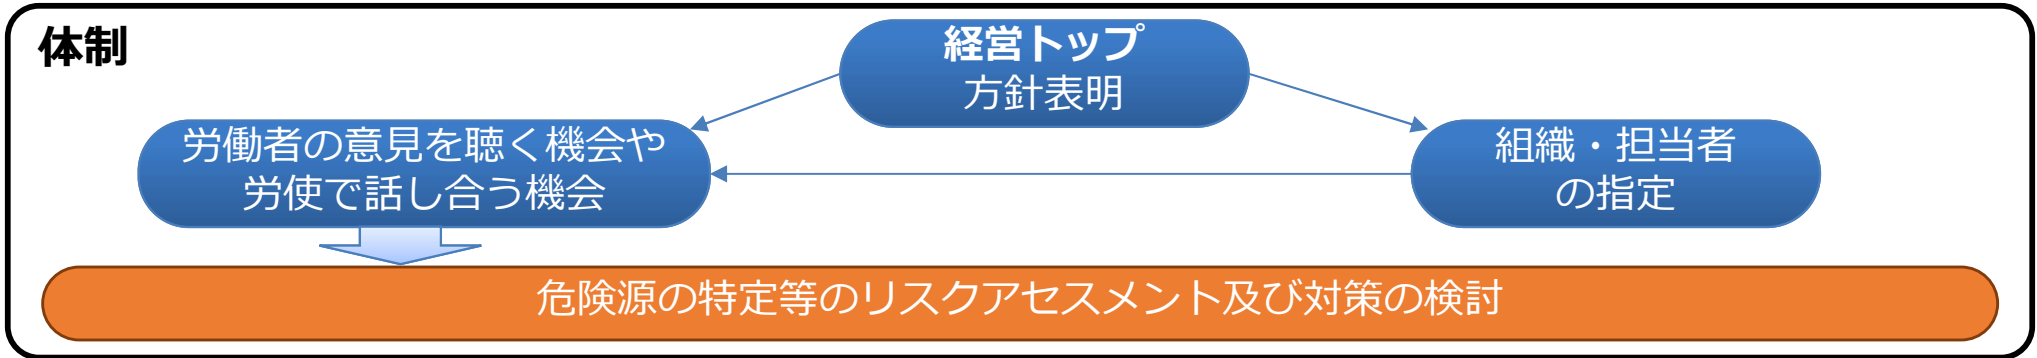 体制
経営トップ
方針表明
労働者の意見を聴く機会や
労使で話し合う機会
組織・担当者
の指定
危険源の特定等のリスクアセスメント及び対策の検討